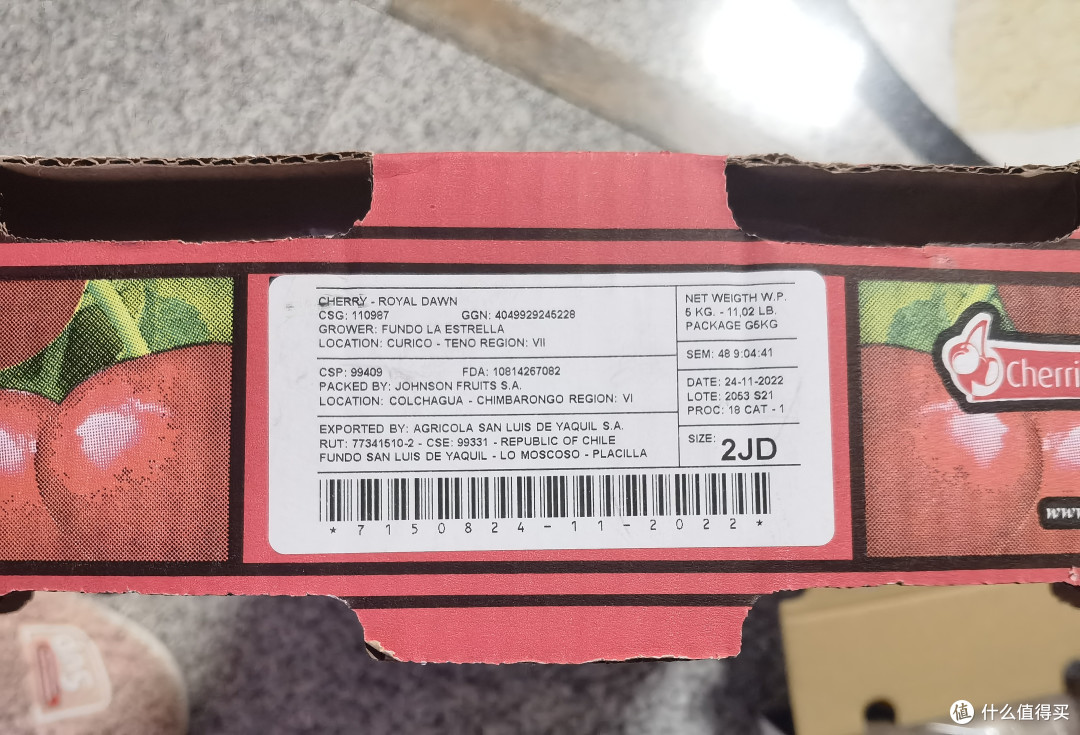 CHERRY - ROYAL DAWN
CSG: 110987 GGN: 4049929245228
GROWER: FUNDO LA ESTRELLA
LOCATION: CURICO - TENO REGION: VII
CSP: 99409 FDA: 10814267082
PACKED BY: JOHNSON FRUITS S.A.
LOCATION: COLCHAGUA - CHIMBARONGO REGION: VI
EXPORTED BY: AGRICOLA SAN LUIS DE YAQUIL S.A.
RUT: 77341510-2 - CSE: 99331 - REPUBLIC OF CHILE
FUNDO SAN LUIS DE YAQUIL - LO MOSCOSO - PLACILLA
NET WEIGTH W.P.
5 KG. - 11,02 LB.
PACKAGE G5KG
SEM: 48 9:04:41
DATE: 24-11-2022
LOTE: 2053 S21
PROC: 18 CAT - 1
SIZE: 2JD
*7150824-11-2022*
Cherri
www
值 什么值得买